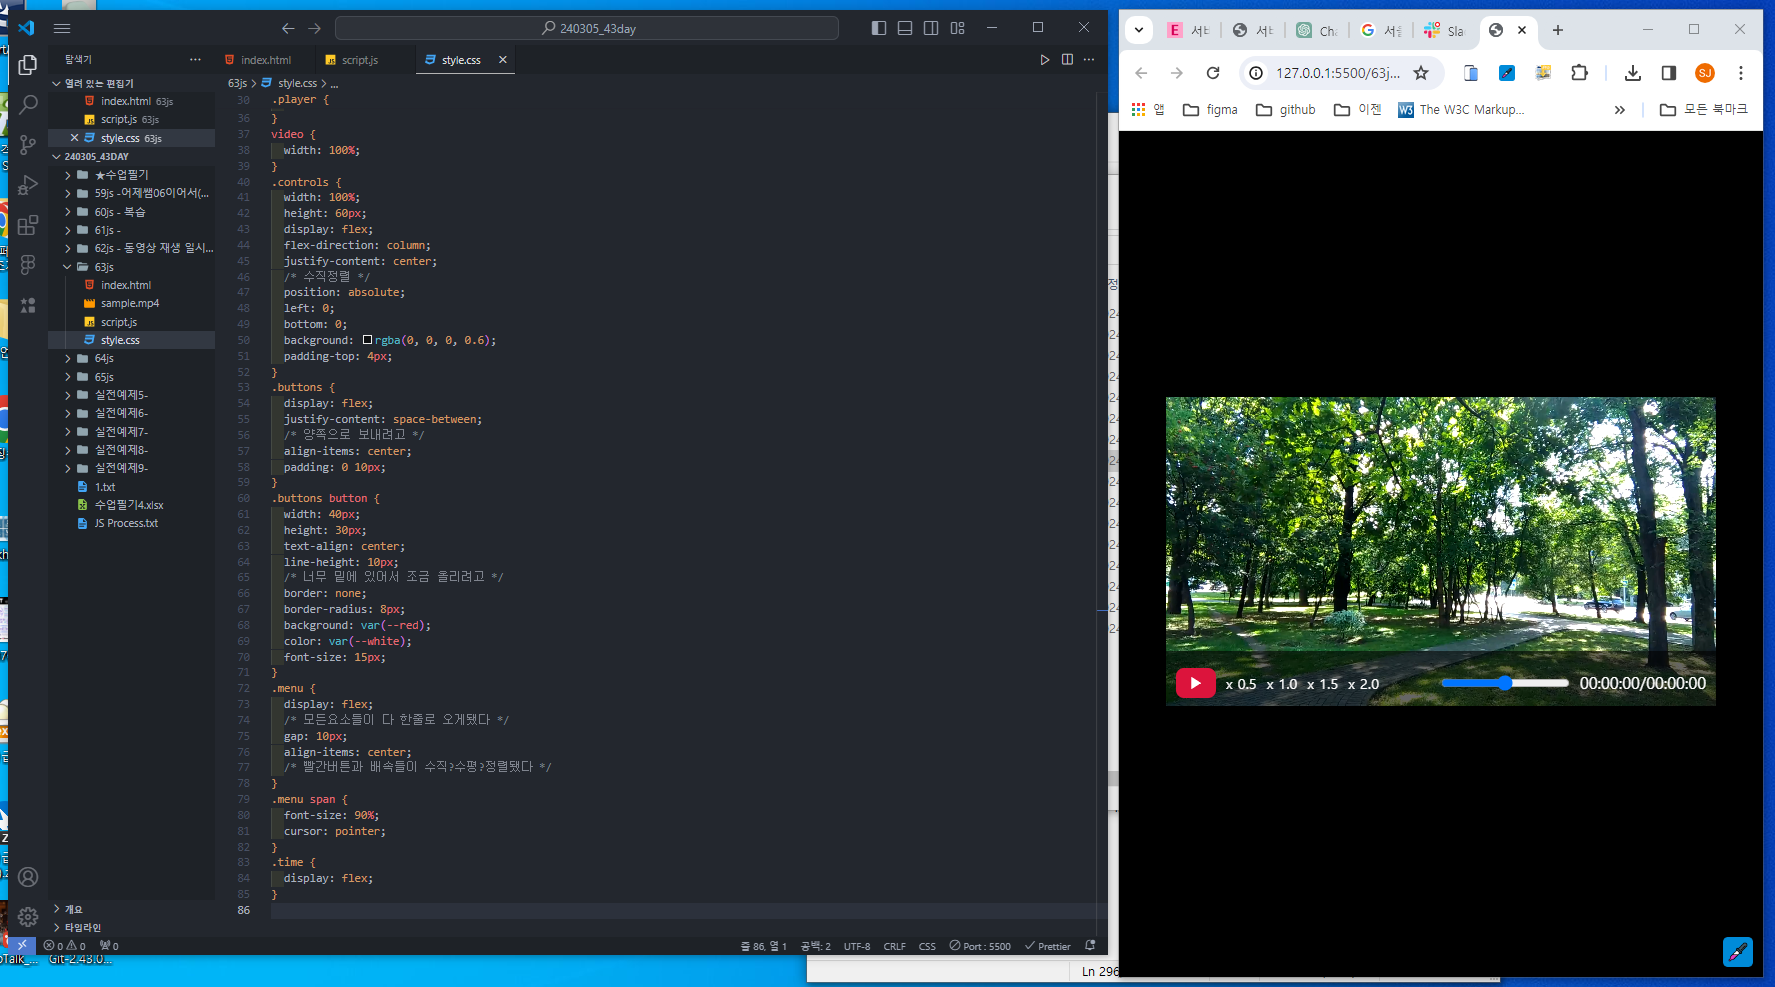 240305_43day
탐색기
index.html
script.js
style.css
열려 있는 편집기
index.html 63js
script.js 63js
style.css 63js
240305_43DAY
★수업필기
59js -어제쌤06이어서(...
60js - 복습
61js -
62js - 동영상 재생 일시...
63js
index.html
sample.mp4
script.js
style.css
64js
65js
실전예제5-
실전예제6-
실전예제7-
실전예제8-
실전예제9-
1.txt
수업필기4.xlsx
JS Process.txt
개요
타임라인
63js > style.css > ...
30 .player {
36 }
37 video {
38 width: 100%;
39 }
40 .controls {
41 width: 100%;
42 height: 60px;
43 display: flex;
44 flex-direction: column;
45 justify-content: center;
46 /* 수직정렬 */
47 position: absolute;
48 left: 0;
49 bottom: 0;
50 background: rgba(0, 0, 0, 0.6);
51 padding-top: 4px;
52 }
53 .buttons {
54 display: flex;
55 justify-content: space-between;
56 /* 양쪽으로 보내려고 */
57 align-items: center;
58 padding: 0 10px;
59 }
60 .buttons button {
61 width: 40px;
62 height: 30px;
63 text-align: center;
64 line-height: 10px;
65 /* 너무 밑에 있어서 조금 올리려고 */
66 border: none;
67 border-radius: 8px;
68 background: var(--red);
69 color: var(--white);
70 font-size: 15px;
71 }
72 .menu {
73 display: flex;
74 /* 모든요소들이 다 한줄로 오게됐다 */
75 gap: 10px;
76 align-items: center;
77 /* 빨간버튼과 배속들이 수직?수평?정렬됐다 */
78 }
79 .menu span {
80 font-size: 90%;
81 cursor: pointer;
82 }
83 .time {
84 display: flex;
85 }
86
0 0 0
줄 86, 열 1
공백: 2
UTF-8
CRLF
CSS
Port : 5500
Prettier
Git-2.43.0...
Ln 296
E 서비
서비
Cha
서울
Sla
127.0.0.1:5500/63j...
SJ
앱
figma
github
이젠
W3 The W3C Markup...
모든 북마크
x 0.5 x 1.0 x 1.5 x 2.0
00:00:00/00:00:00